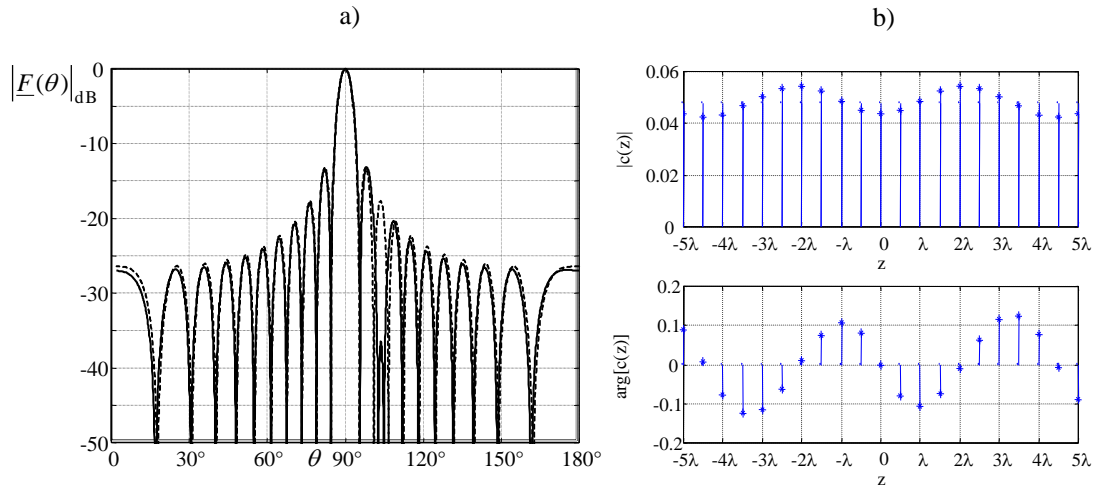 a)
|F(θ)|dB
0
-10
-20
-30
-40
-50
0 30° 60° θ 90° 120° 150° 180°
b)
|c(z)|
0.06
0.04
0.02
0
-5λ -4λ -3λ -2λ -λ 0 λ 2λ 3λ 4λ 5λ
z
arg[c(z)]
0.2
0.1
0
-0.1
-0.2
-5λ -4λ -3λ -2λ -λ 0 λ 2λ 3λ 4λ 5λ
z